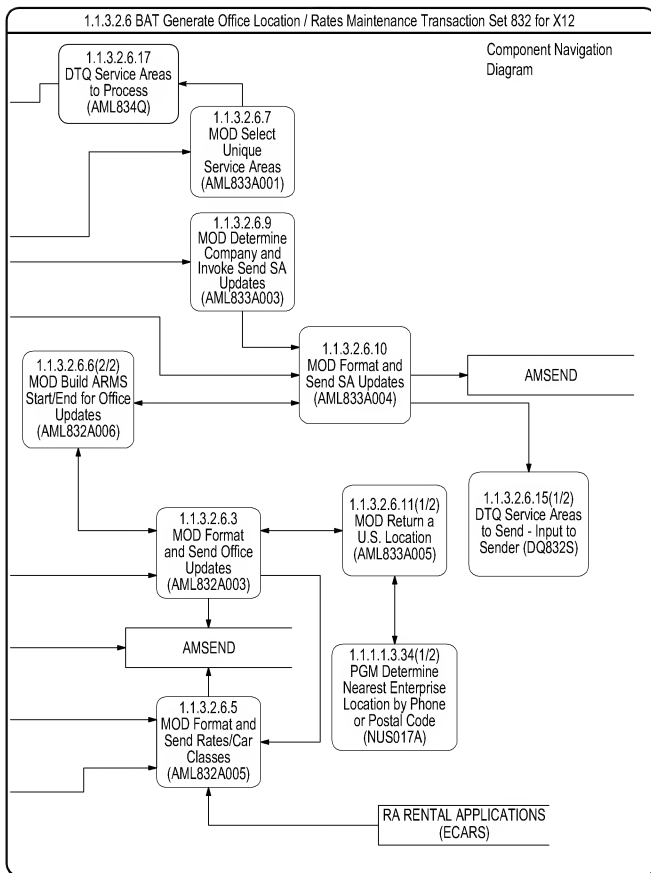 1.1.3.2.6 BAT Generate Office Location / Rates Maintenance Transaction Set 832 for X12
Component Navigation
Diagram
1.1.3.2.6.17
DTQ Service Areas
to Process
(AML834Q)
1.1.3.2.6.7
MOD Select
Unique
Service Areas
(AML833A001)
1.1.3.2.6.9
MOD Determine
Company and
Invoke Send SA
Updates
(AML833A003)
1.1.3.2.6.10
MOD Format and
Send SA Updates
(AML833A004)
AMSEND
1.1.3.2.6.6(2/2)
MOD Build ARMS
Start/End for Office
Updates
(AML832A006)
1.1.3.2.6.15(1/2)
DTQ Service Areas
to Send - Input to
Sender (DQ832S)
1.1.3.2.6.3
MOD Format
and Send Office
Updates
(AML832A003)
1.1.3.2.6.11(1/2)
MOD Return a
U.S. Location
(AML833A005)
AMSEND
1.1.1.1.3.34(1/2)
PGM Determine
Nearest Enterprise
Location by Phone
or Postal Code
(NUS017A)
1.1.3.2.6.5
MOD Format and
Send Rates/Car
Classes
(AML832A005)
RA RENTAL APPLICATIONS
(ECARS)